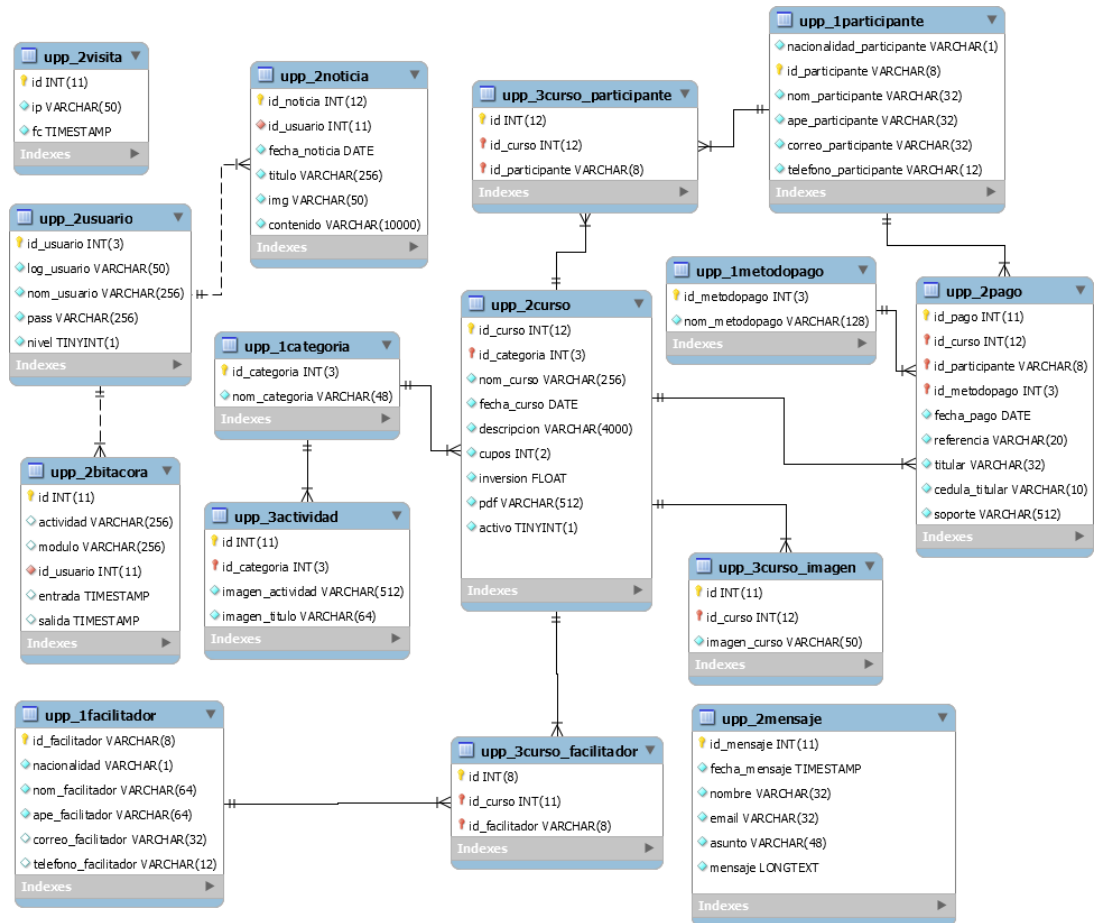 upp_2visita
id INT(11)
ip VARCHAR(50)
fc TIMESTAMP
Indexes
upp_2noticia
id_noticia INT(12)
id_usuario INT(11)
fecha_noticia DATE
titulo VARCHAR(256)
img VARCHAR(50)
contenido VARCHAR(10000)
Indexes
upp_3curso_participante
id INT(12)
id_curso INT(12)
id_participante VARCHAR(8)
Indexes
upp_1participante
nacionalidad_participante VARCHAR(1)
id_participante VARCHAR(8)
nom_participante VARCHAR(32)
ape_participante VARCHAR(32)
correo_participante VARCHAR(32)
telefono_participante VARCHAR(12)
Indexes
upp_2usuario
id_usuario INT(3)
log_usuario VARCHAR(50)
nom_usuario VARCHAR(256)
pass VARCHAR(256)
nivel TINYINT(1)
Indexes
upp_1categoria
id_categoria INT(3)
nom_categoria VARCHAR(48)
Indexes
upp_2curso
id_curso INT(12)
id_categoria INT(3)
nom_curso VARCHAR(256)
fecha_curso DATE
descripcion VARCHAR(4000)
cupos INT(2)
inversion FLOAT
pdf VARCHAR(512)
activo TINYINT(1)
Indexes
upp_1metodopago
id_metodopago INT(3)
nom_metodopago VARCHAR(128)
Indexes
upp_2pago
id_pago INT(11)
id_curso INT(12)
id_participante VARCHAR(8)
id_metodopago INT(3)
fecha_pago DATE
referencia VARCHAR(20)
titular VARCHAR(32)
cedula_titular VARCHAR(10)
soporte VARCHAR(512)
Indexes
upp_2bitacora
id INT(11)
actividad VARCHAR(256)
modulo VARCHAR(256)
id_usuario INT(11)
entrada TIMESTAMP
salida TIMESTAMP
Indexes
upp_3actividad
id INT(11)
id_categoria INT(3)
imagen_actividad VARCHAR(512)
imagen_titulo VARCHAR(64)
Indexes
upp_3curso_imagen
id INT(11)
id_curso INT(12)
imagen_curso VARCHAR(50)
Indexes
upp_1facilitador
id_facilitador VARCHAR(8)
nacionalidad VARCHAR(1)
nom_facilitador VARCHAR(64)
ape_facilitador VARCHAR(64)
correo_facilitador VARCHAR(32)
telefono_facilitador VARCHAR(12)
Indexes
upp_3curso_facilitador
id INT(8)
id_curso INT(11)
id_facilitador VARCHAR(8)
Indexes
upp_2mensaje
id_mensaje INT(11)
fecha_mensaje TIMESTAMP
nombre VARCHAR(32)
email VARCHAR(32)
asunto VARCHAR(48)
mensaje LONGTEXT
Indexes